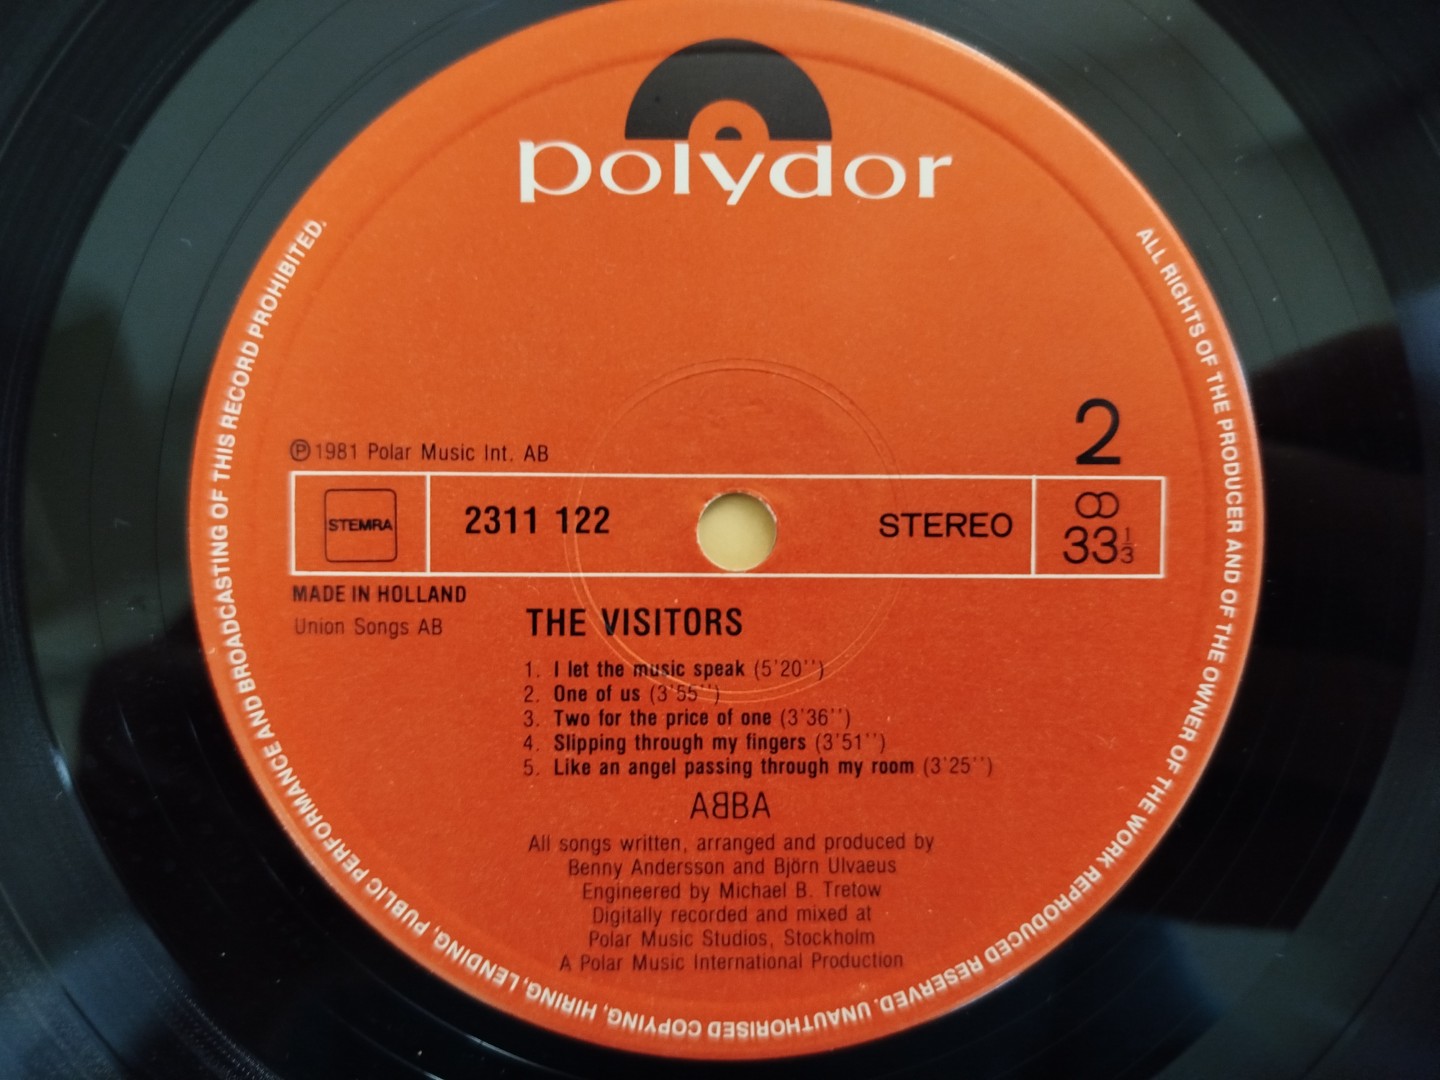 polydor
ALL RIGHTS OF THE PRODUCER AND OF THE OWNER OF THE WORK REPRODUCED RESERVED. UNAUTHORISED COPYING, HIRING, LENDING, PUBLIC PERFORMANCE AND BROADCASTING OF THIS RECORD PROHIBITED.
2
℗ 1981 Polar Music Int. AB
STEMRA
2311 122
STEREO
33 1/3
MADE IN HOLLAND
Union Songs AB
THE VISITORS
1. I let the music speak (5'20'')
2. One of us (3'55'')
3. Two for the price of one (3'36'')
4. Slipping through my fingers (3'51'')
5. Like an angel passing through my room (3'25'')
ABBA
All songs written, arranged and produced by
Benny Andersson and Björn Ulvaeus
Engineered by Michael B. Tretow
Digitally recorded and mixed at
Polar Music Studios, Stockholm
A Polar Music International Production